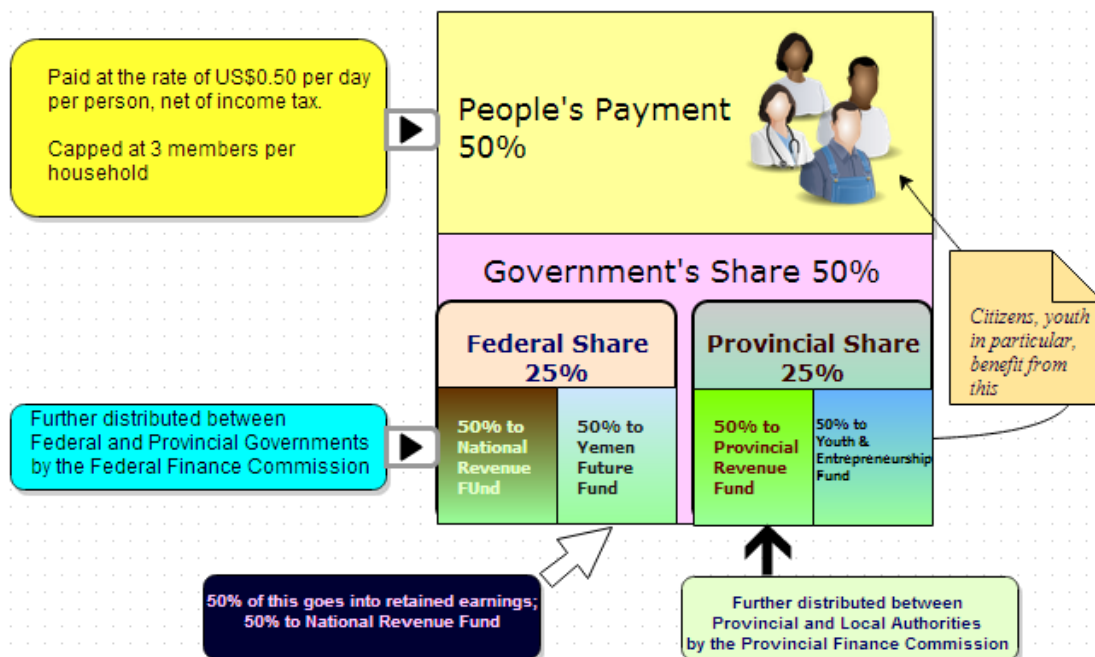 Paid at the rate of US$0.50 per day
per person, net of income tax.
Capped at 3 members per
household
People's Payment
50%
Government's Share 50%
Federal Share
25%
Provincial Share
25%
50% to
National
Revenue
FUnd
50% to
Yemen
Future
Fund
50% to
Provincial
Revenue
Fund
50% to
Youth &
Entrepreneurship
Fund
Citizens, youth
in particular,
benefit from
this
Further distributed between
Federal and Provincial Governments
by the Federal Finance Commission
50% of this goes into retained earnings;
50% to National Revenue Fund
Further distributed between
Provincial and Local Authorities
by the Provincial Finance Commission